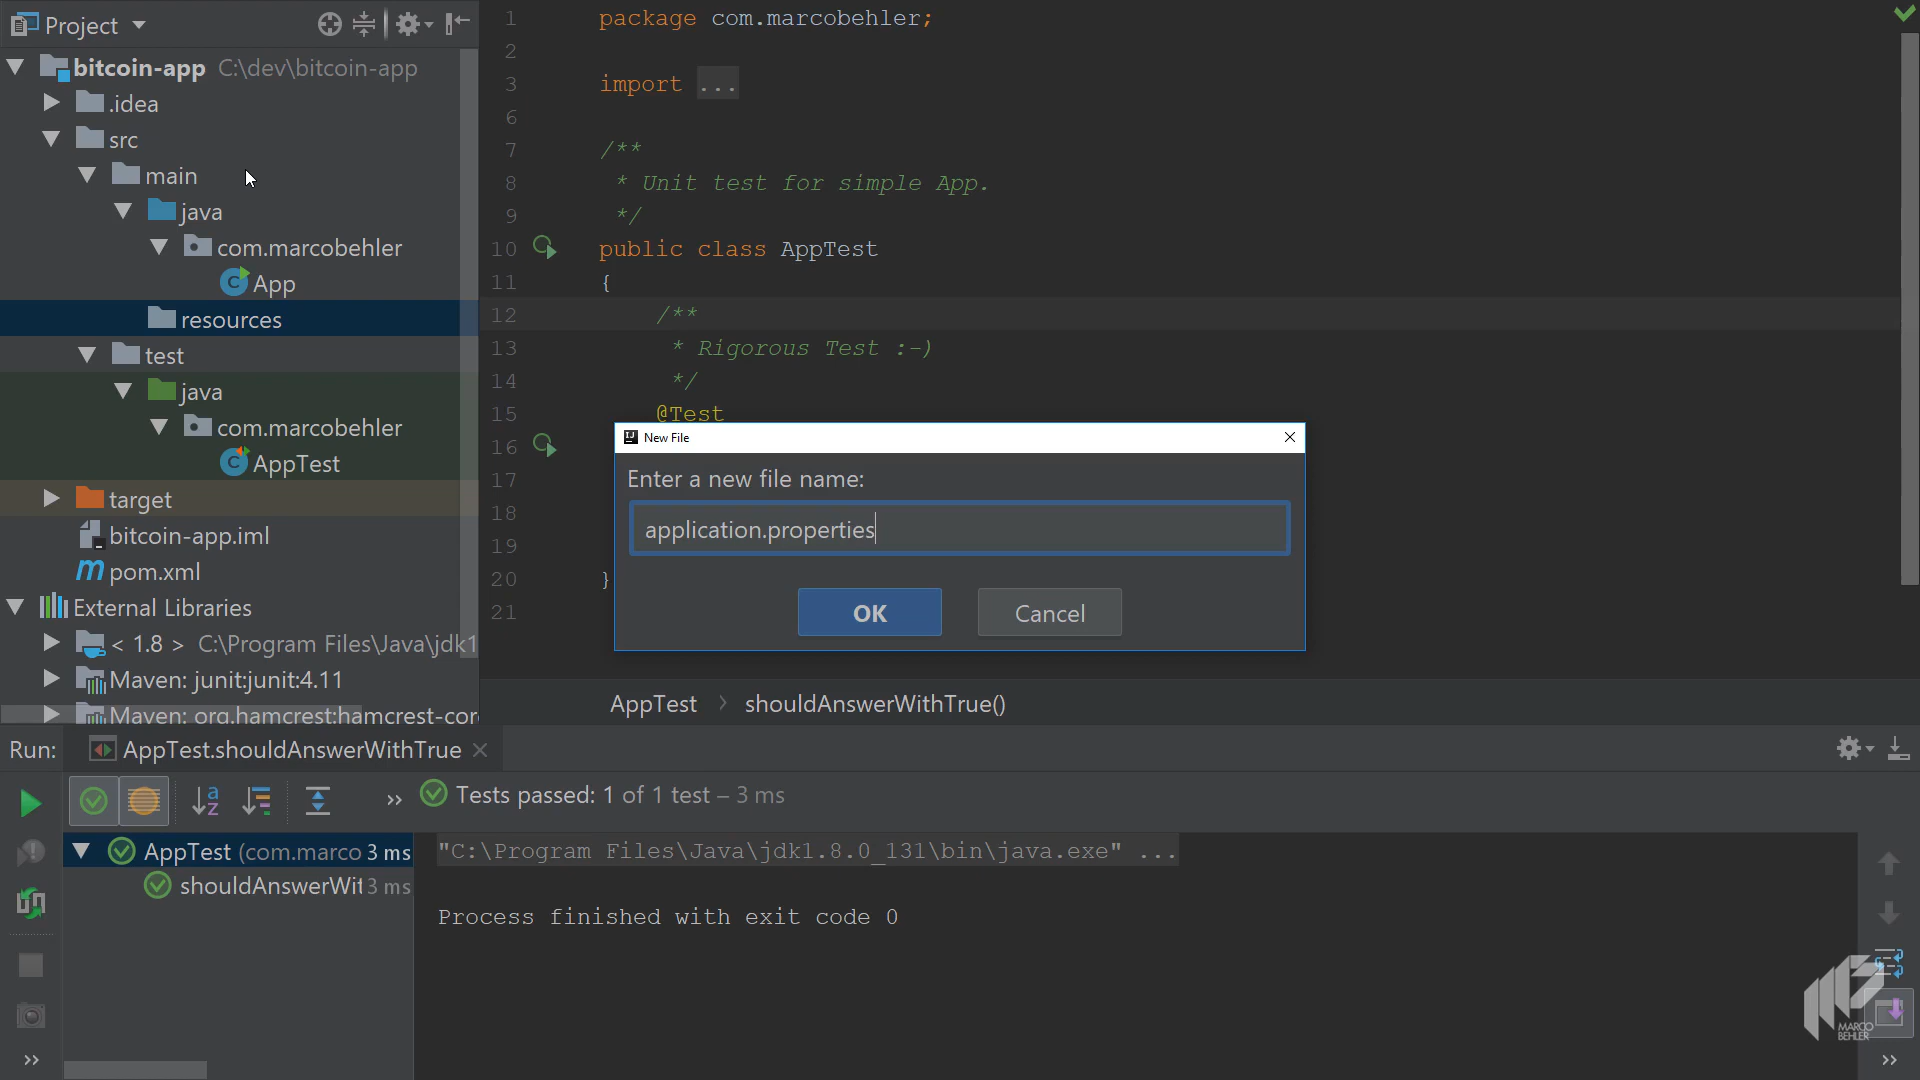 Project
bitcoin-app C:\dev\bitcoin-app
.idea
src
main
java
com.marcobehler
App
resources
test
java
com.marcobehler
AppTest
target
bitcoin-app.iml
pom.xml
External Libraries
< 1.8 > C:\Program Files\Java\jdk1
Maven: junit:junit:4.11
Maven: org.hamcrest:hamcrest-cor
1 package com.marcobehler;
2
3 import ...
6
7 /**
8 * Unit test for simple App.
9 */
10 public class AppTest
11 {
12 /**
13 * Rigorous Test :-)
14 */
15 @Test
16
17
18
19
20 }
21
New File
Enter a new file name:
application.properties
OK
Cancel
AppTest shouldAnswerWithTrue()
Run: AppTest.shouldAnswerWithTrue
Tests passed: 1 of 1 test – 3 ms
AppTest (com.marco 3 ms
shouldAnswerWit 3 ms
"C:\Program Files\Java\jdk1.8.0_131\bin\java.exe" ...
Process finished with exit code 0
MARCO
BEHLER